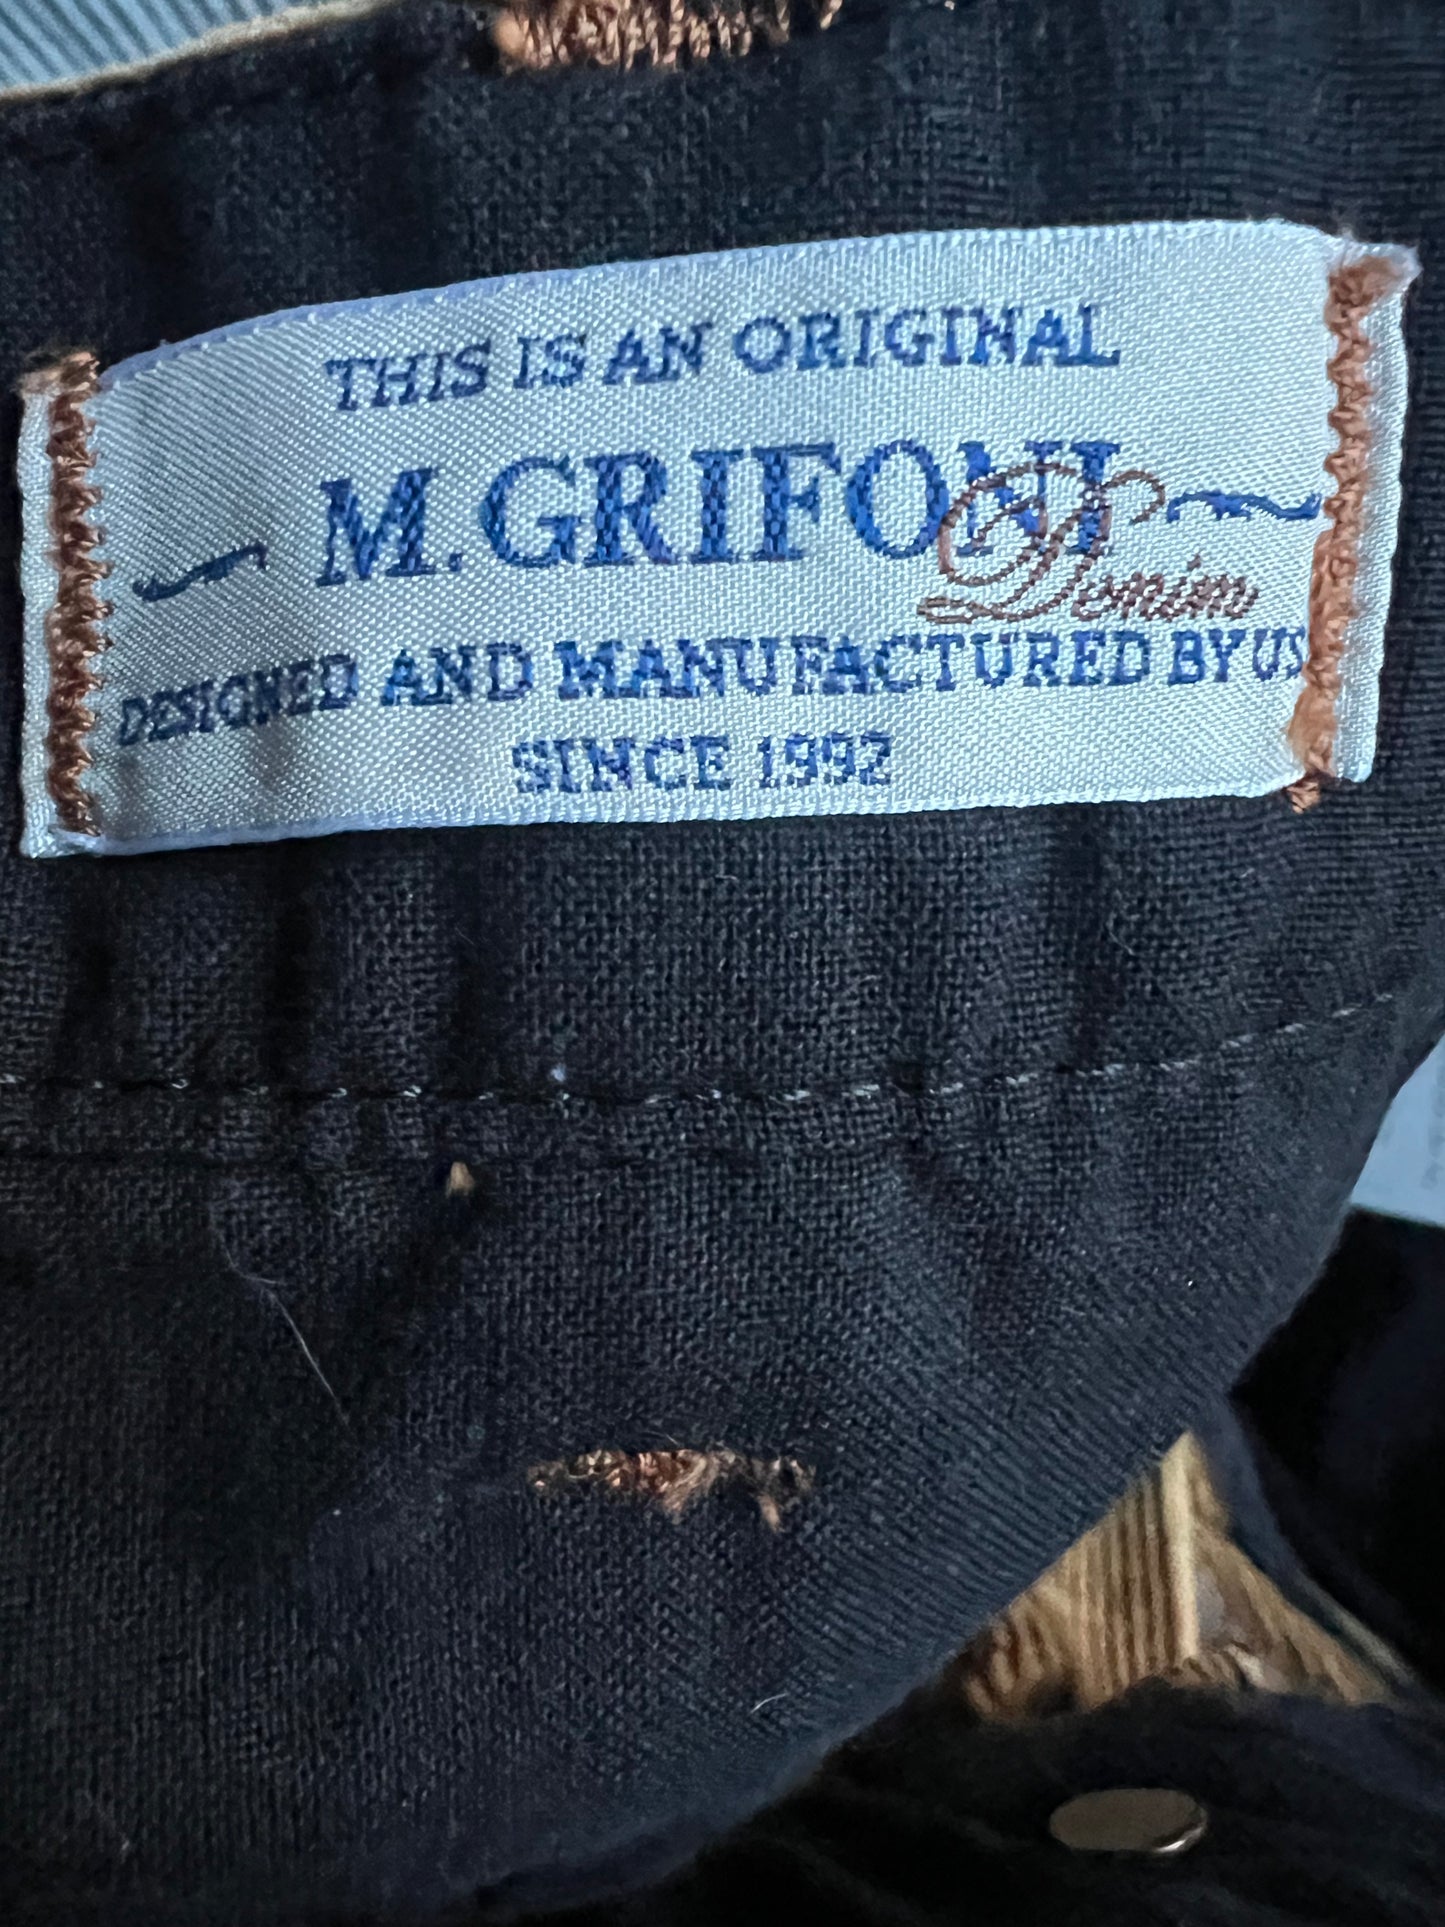 THIS IS AN ORIGINAL
M.GRIFONI
Denim
DESIGNED AND MANUFACTURED BY US
SINCE 1992